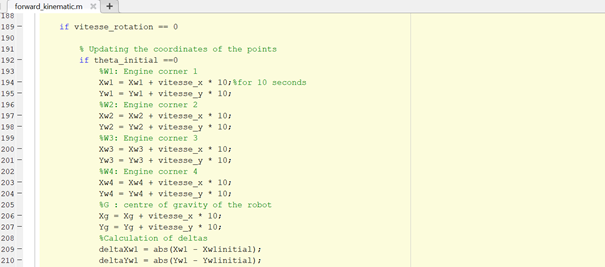 forward_kinematic.m × +
188
189 - if vitesse_rotation == 0
190
191 % Updating the coordinates of the points
192 - if theta_initial ==0
193 %W1: Engine corner 1
194 - Xw1 = Xw1 + vitesse_x * 10;%for 10 seconds
195 - Yw1 = Yw1 + vitesse_y * 10;
196 %W2: Engine corner 2
197 - Xw2 = Xw2 + vitesse_x * 10;
198 - Yw2 = Yw2 + vitesse_y * 10;
199 %W3: Engine corner 3
200 - Xw3 = Xw3 + vitesse_x * 10;
201 - Yw3 = Yw3 + vitesse_y * 10;
202 %W4: Engine corner 4
203 - Xw4 = Xw4 + vitesse_x * 10;
204 - Yw4 = Yw4 + vitesse_y * 10;
205 %G : centre of gravity of the robot
206 - Xg = Xg + vitesse_x * 10;
207 - Yg = Yg + vitesse_y * 10;
208 %Calculation of deltas
209 - deltaXw1 = abs(Xw1 - Xw1initial);
210 - deltaYw1 = abs(Yw1 - Yw1initial);